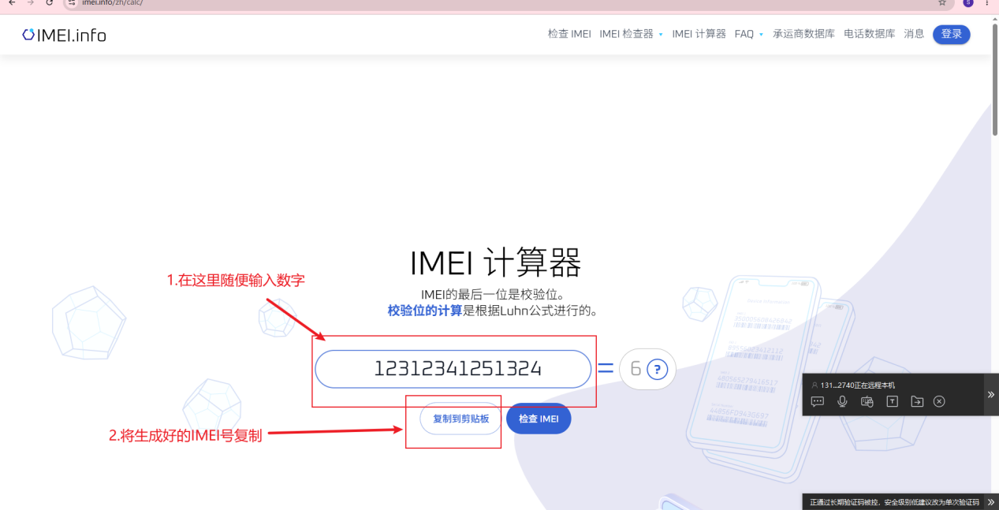 imei.info/zh/calc/
S
IMEI.info
检查 IMEI IMEI 检查器 IMEI 计算器 FAQ 承运商数据库 电话数据库 消息 登录
IMEI 计算器
1.在这里随便输入数字
IMEI的最后一位是校验位。
校验位的计算是根据Luhn公式进行的。
12312341251324 = 6 ?
复制到剪贴板 检查 IMEI
2.将生成好的IMEI号复制
131...2740正在远程本机
正通过长期验证码被控，安全级别低建议改为单次验证码